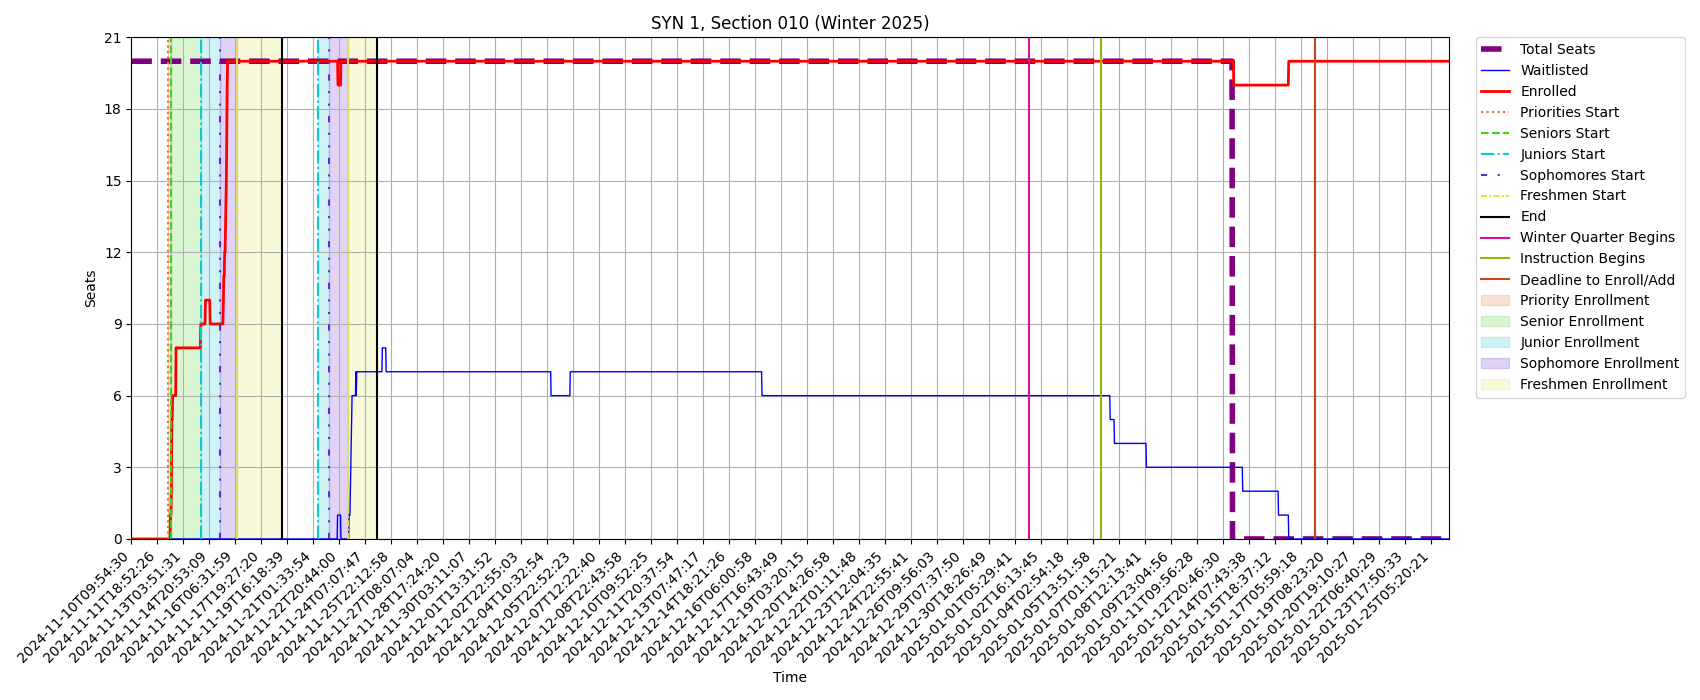 SYN 1, Section 010 (Winter 2025)
21
18
15
12
9
6
3
0
Seats
2024-11-10T09:54:30
2024-11-11T18:52:26
2024-11-13T03:51:31
2024-11-14T20:53:09
2024-11-16T06:31:59
2024-11-17T19:27:20
2024-11-19T16:18:39
2024-11-21T01:33:54
2024-11-22T20:44:00
2024-11-24T07:07:47
2024-11-25T22:12:58
2024-11-27T08:07:04
2024-11-28T17:24:20
2024-11-30T03:11:07
2024-12-01T13:31:52
2024-12-02T22:55:03
2024-12-04T10:32:54
2024-12-05T22:52:23
2024-12-07T11:22:40
2024-12-08T22:43:58
2024-12-10T09:52:25
2024-12-11T20:37:54
2024-12-13T07:47:17
2024-12-14T18:21:26
2024-12-16T06:00:58
2024-12-17T16:43:49
2024-12-19T03:20:15
2024-12-20T14:26:58
2024-12-22T01:11:48
2024-12-23T12:04:35
2024-12-24T22:55:41
2024-12-26T09:56:03
2024-12-29T07:37:50
2024-12-30T18:26:49
2025-01-01T05:29:41
2025-01-02T16:13:45
2025-01-04T02:54:18
2025-01-05T13:51:58
2025-01-07T01:15:21
2025-01-08T12:13:41
2025-01-09T23:04:56
2025-01-11T09:56:28
2025-01-12T20:46:30
2025-01-14T07:43:38
2025-01-15T18:37:12
2025-01-17T05:59:18
2025-01-19T08:23:20
2025-01-20T19:10:27
2025-01-22T06:40:29
2025-01-23T17:50:33
2025-01-25T05:20:21
Time
Total Seats
Waitlisted
Enrolled
Priorities Start
Seniors Start
Juniors Start
Sophomores Start
Freshmen Start
End
Winter Quarter Begins
Instruction Begins
Deadline to Enroll/Add
Priority Enrollment
Senior Enrollment
Junior Enrollment
Sophomore Enrollment
Freshmen Enrollment